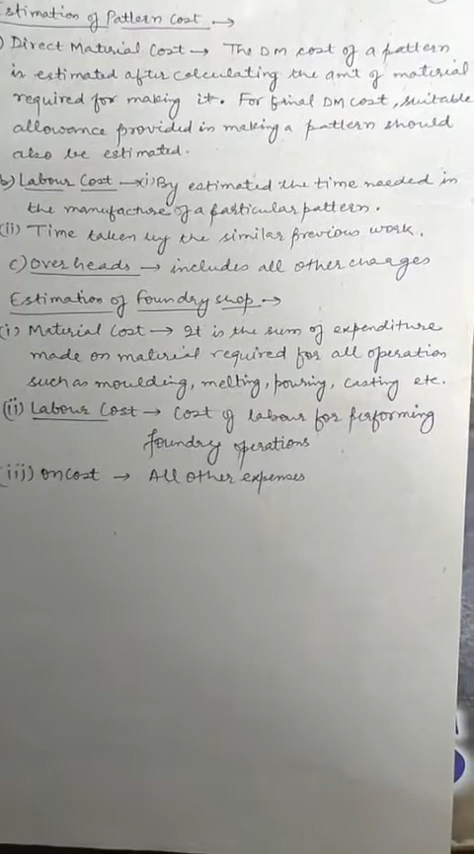 stimation of Pattern Cost →
) Direct Material Cost → The DM cost of a pattern
is estimated after calculating the amt of material
required for making it. For final DM cost, suitable
allowance provided in making a pattern should
also be estimated.
b) Labour Cost → (i) By estimated the time needed in
the manufacture of a particular pattern.
(ii) Time taken by the similar previous work.
c) Overheads → includes all other charges
Estimation of Foundry shop →
(i) Material Cost → It is the sum of expenditure
made on material required for all operation
such as moulding, melting, pouring, casting etc.
(ii) Labour Cost → Cost of labour for performing
foundry operations
(iii) oncost → All other expenses